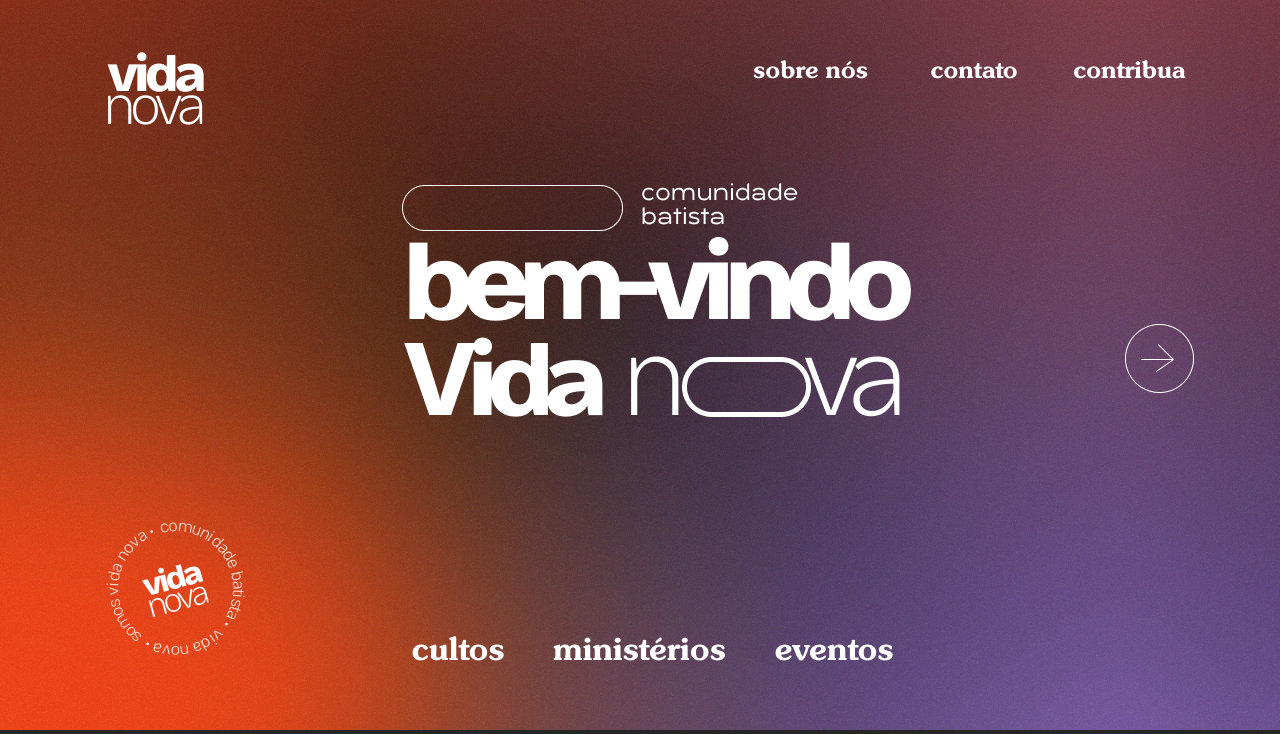 vida
nova
sobre nós contato contribua
comunidade
batista
bem-vindo
Vida nova
comunidade batista • vida nova • somos vida nova •
vida
nova
cultos ministérios eventos